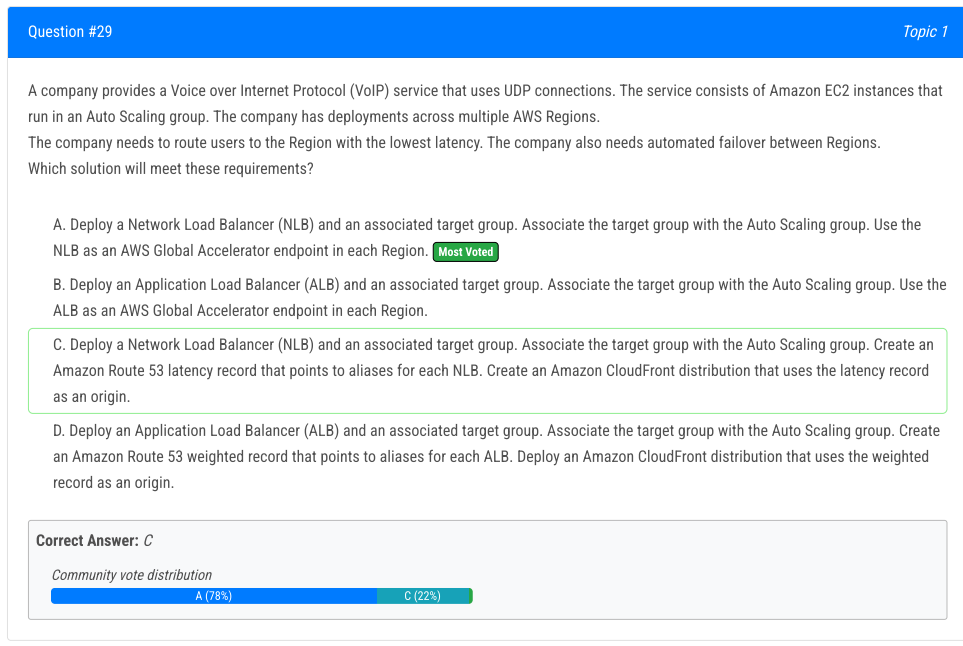 Question #29
Topic 1
A company provides a Voice over Internet Protocol (VoIP) service that uses UDP connections. The service consists of Amazon EC2 instances that
run in an Auto Scaling group. The company has deployments across multiple AWS Regions.
The company needs to route users to the Region with the lowest latency. The company also needs automated failover between Regions.
Which solution will meet these requirements?
A. Deploy a Network Load Balancer (NLB) and an associated target group. Associate the target group with the Auto Scaling group. Use the
NLB as an AWS Global Accelerator endpoint in each Region. Most Voted
B. Deploy an Application Load Balancer (ALB) and an associated target group. Associate the target group with the Auto Scaling group. Use the
ALB as an AWS Global Accelerator endpoint in each Region.
C. Deploy a Network Load Balancer (NLB) and an associated target group. Associate the target group with the Auto Scaling group. Create an
Amazon Route 53 latency record that points to aliases for each NLB. Create an Amazon CloudFront distribution that uses the latency record
as an origin.
D. Deploy an Application Load Balancer (ALB) and an associated target group. Associate the target group with the Auto Scaling group. Create
an Amazon Route 53 weighted record that points to aliases for each ALB. Deploy an Amazon CloudFront distribution that uses the weighted
record as an origin.
Correct Answer: C
Community vote distribution
A (78%)
C (22%)